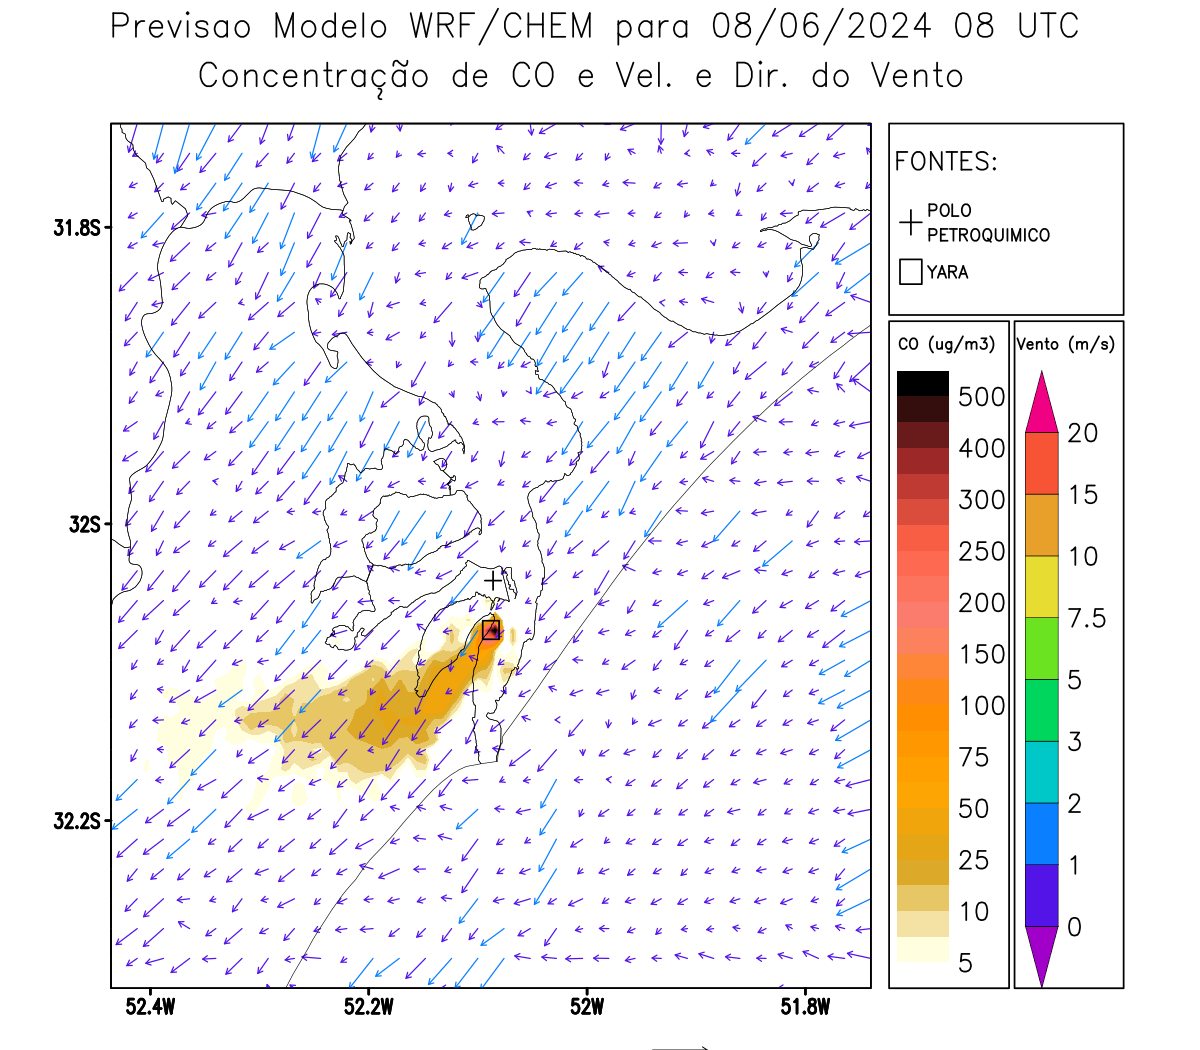 Previsao Modelo WRF/CHEM para 08/06/2024 08 UTC
Concentração de CO e Vel. e Dir. do Vento
FONTES:
POLO
PETROQUIMICO
YARA
CO (ug/m3)
500
400
300
250
200
150
100
75
50
25
10
5
Vento (m/s)
20
15
10
7.5
5
3
2
1
0
31.8S
32S
32.2S
52.4W
52.2W
52W
51.8W